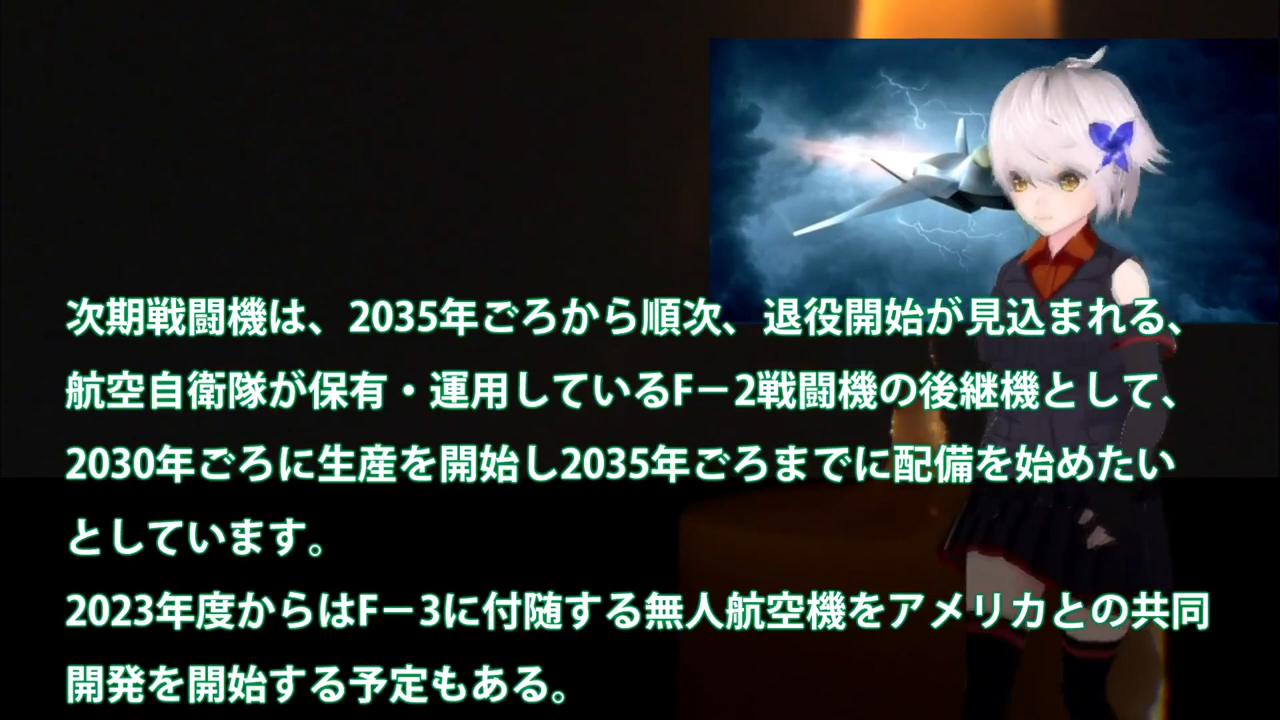 次期戦闘機は、2035年ごろから順次、退役開始が見込まれる、
航空自衛隊が保有・運用しているF－2戦闘機の後継機として、
2030年ごろに生産を開始し2035年ごろまでに配備を始めたい
としています。
2023年度からはF－3に付随する無人航空機をアメリカとの共同
開発を開始する予定もある。